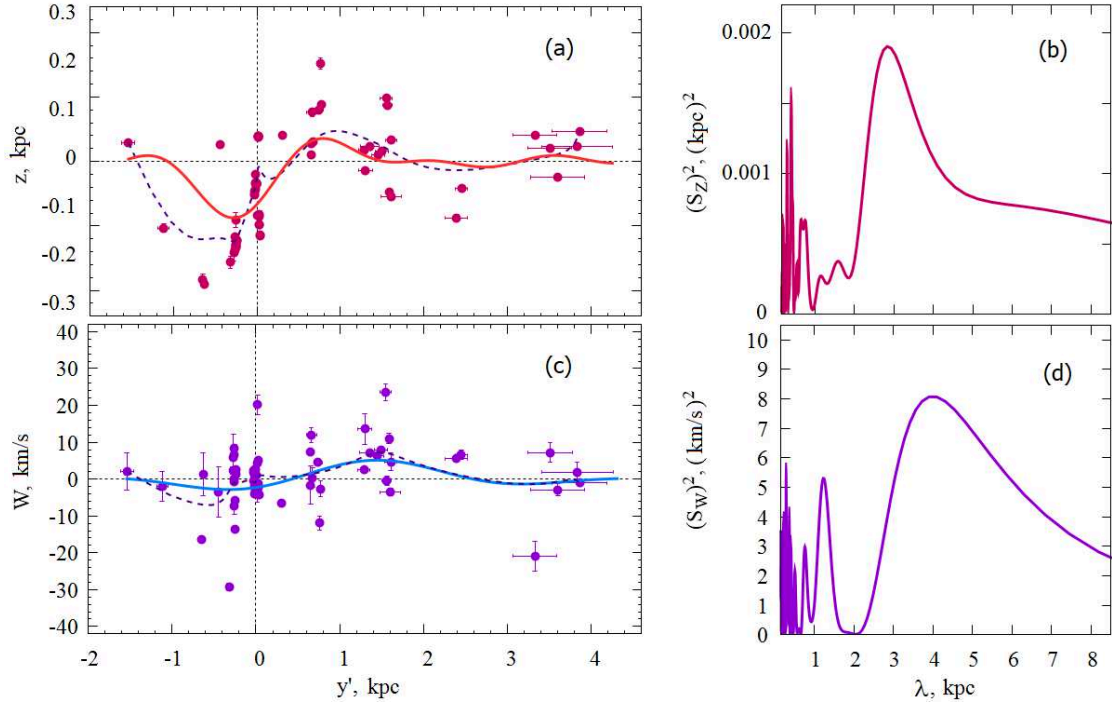 0.3
0.2
0.1
0
-0.1
-0.2
-0.3
z, kpc
(a)
0.002
0.001
0
(S_Z)^2, (kpc)^2
(b)
40
30
20
10
0
-10
-20
-30
-40
W, km/s
(c)
-2 -1 0 1 2 3 4
y', kpc
10
9
8
7
6
5
4
3
2
1
0
(S_W)^2, (km/s)^2
(d)
1 2 3 4 5 6 7 8
λ, kpc